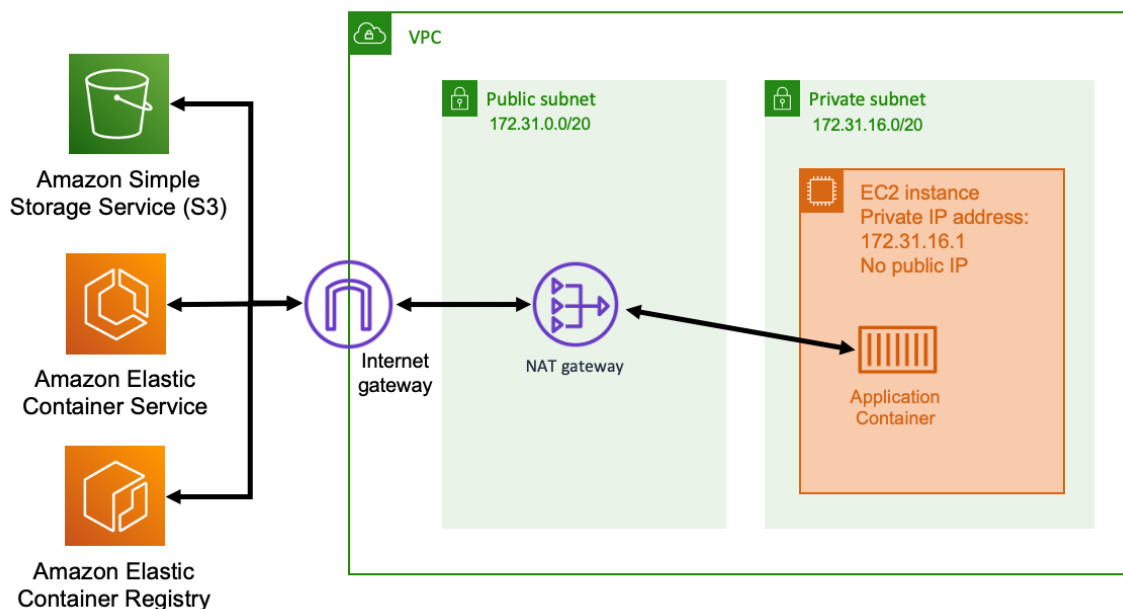 VPC
Amazon Simple
Storage Service (S3)
Amazon Elastic
Container Service
Amazon Elastic
Container Registry
Internet
gateway
Public subnet
172.31.0.0/20
NAT gateway
Private subnet
172.31.16.0/20
EC2 instance
Private IP address:
172.31.16.1
No public IP
Application
Container